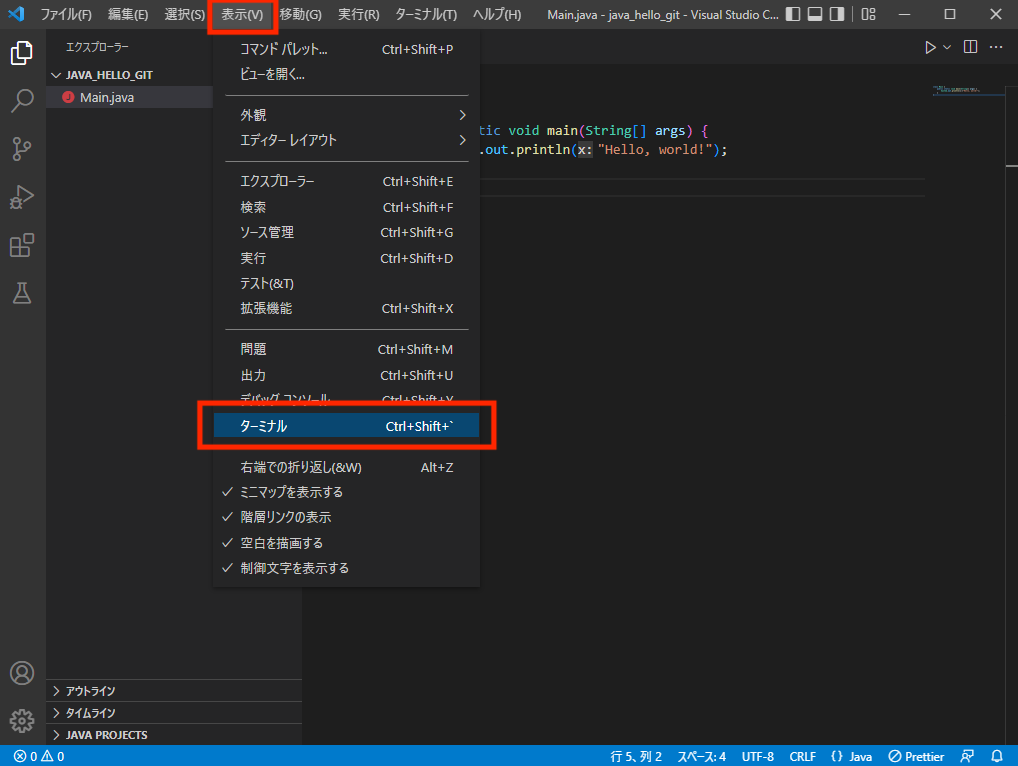 ファイル(F) 編集(E) 選択(S) 表示(V) 移動(G) 実行(R) ターミナル(T) ヘルプ(H) Main.java - java_hello_git - Visual Studio C...
エクスプローラー
JAVA_HELLO_GIT
Main.java
コマンド パレット... Ctrl+Shift+P
ビューを開く...
外観
エディター レイアウト
エクスプローラー Ctrl+Shift+E
検索 Ctrl+Shift+F
ソース管理 Ctrl+Shift+G
実行 Ctrl+Shift+D
テスト(&T)
拡張機能 Ctrl+Shift+X
問題 Ctrl+Shift+M
出力 Ctrl+Shift+U
デバッグ コンソール Ctrl+Shift+Y
ターミナル Ctrl+Shift+`
右端での折り返し(&W) Alt+Z
ミニマップを表示する
階層リンクの表示
空白を描画する
制御文字を表示する
tic void main(String[] args) {
.out.println(x: "Hello, world!");
アウトライン
タイムライン
JAVA PROJECTS
0 0 行 5、列 2 スペース: 4 UTF-8 CRLF {} Java Prettier